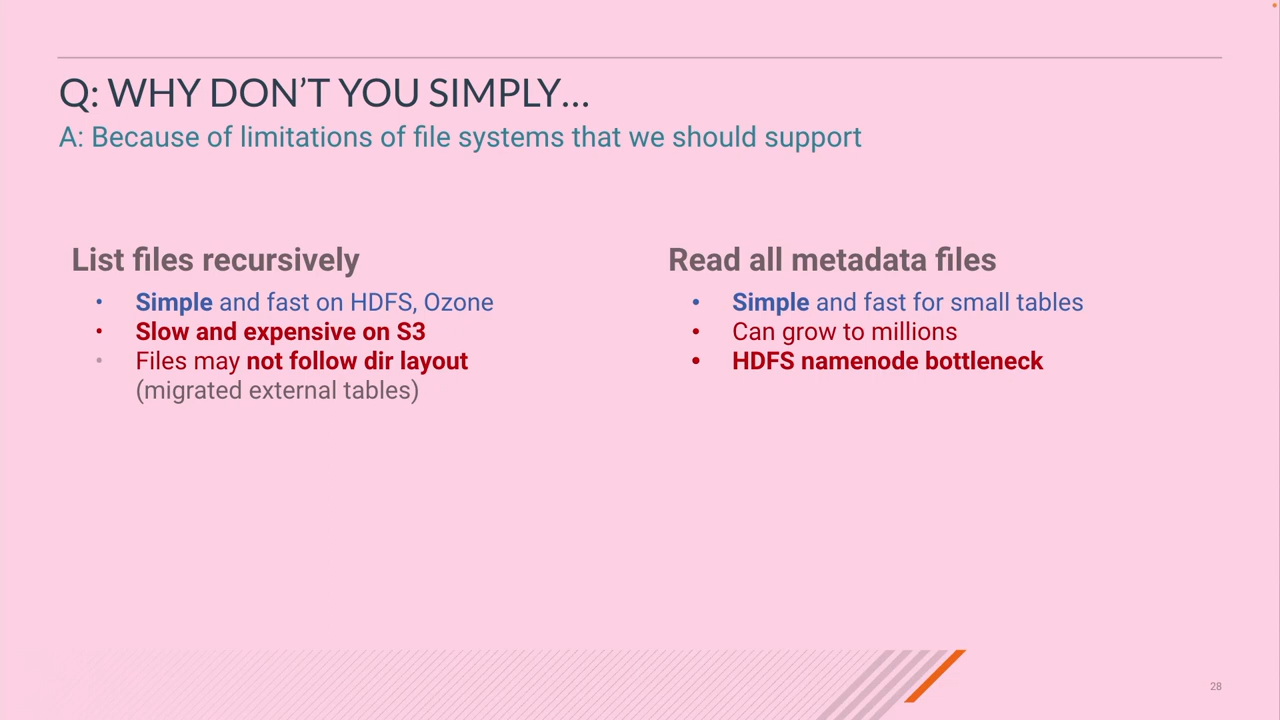 Q: WHY DON'T YOU SIMPLY...
A: Because of limitations of file systems that we should support
List files recursively
• Simple and fast on HDFS, Ozone
• Slow and expensive on S3
• Files may not follow dir layout
(migrated external tables)
Read all metadata files
• Simple and fast for small tables
• Can grow to millions
• HDFS namenode bottleneck
28